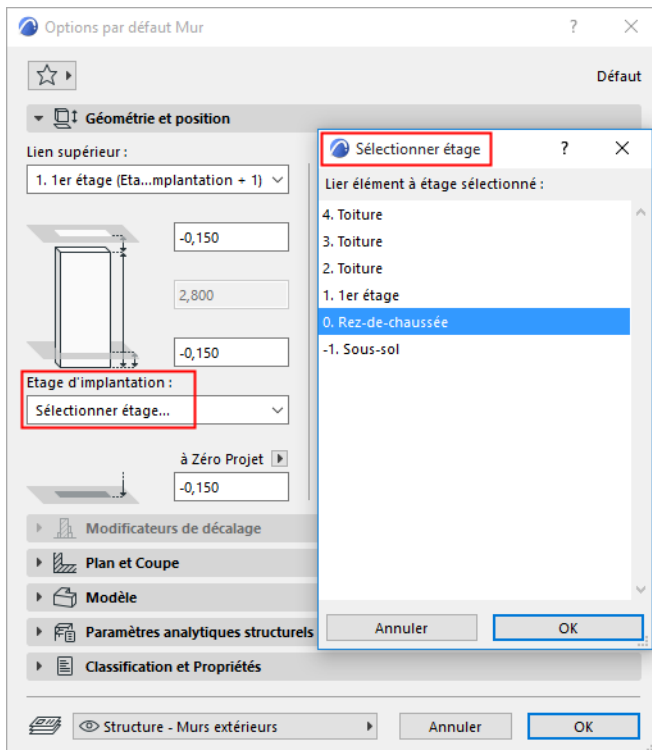 Options par défaut Mur
?
Défaut
Géométrie et position
Lien supérieur :
1. 1er étage (Eta...mplantation + 1)
-0,150
2,800
-0,150
Etage d'implantation :
Sélectionner étage...
à Zéro Projet
-0,150
Modificateurs de décalage
Plan et Coupe
Modèle
Paramètres analytiques structurels
Classification et Propriétés
Structure - Murs extérieurs
Annuler
OK
Sélectionner étage
?
Lier élément à étage sélectionné :
4. Toiture
3. Toiture
2. Toiture
1. 1er étage
0. Rez-de-chaussée
-1. Sous-sol
Annuler
OK